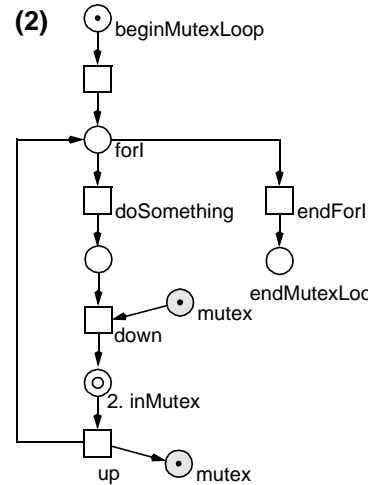 (2)
beginMutexLoop
forI
doSomething
endForI
endMutexLoo
mutex
down
2. inMutex
up
mutex